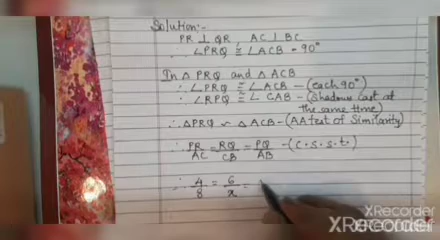 Solution:-
PR ⊥ QR, AC ⊥ BC
∴ ∠PRQ ≅ ∠ACB = 90°
In △ PRQ and △ ACB
∴ ∠PRQ ≅ ∠ ACB - (each 90°)
∴ ∠RPQ ≅ ∠ CAB - (Shadows cast at
the same time)
∴ △PRQ ~ △ ACB - (AA test of Similarity)
∴ PR/AC = RQ/CB = PQ/AB - (c.s.s.t.)
∴ 4/8 = 6/x =
XRecorder
XRecorder